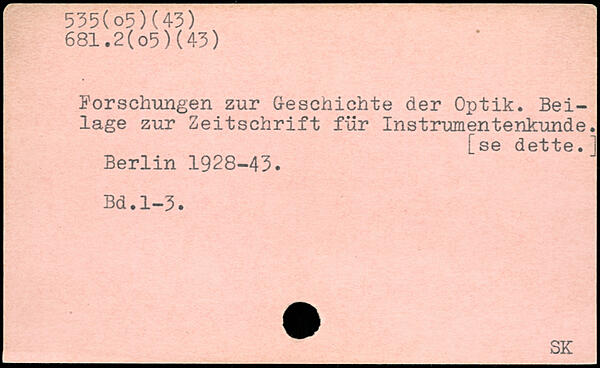 535(o5)(43)
681.2(o5)(43)
Forschungen zur Geschichte der Optik. Bei-
lage zur Zeitschrift für Instrumentenkunde.
[se dette.]
Berlin 1928-43.
Bd.1-3.
SK